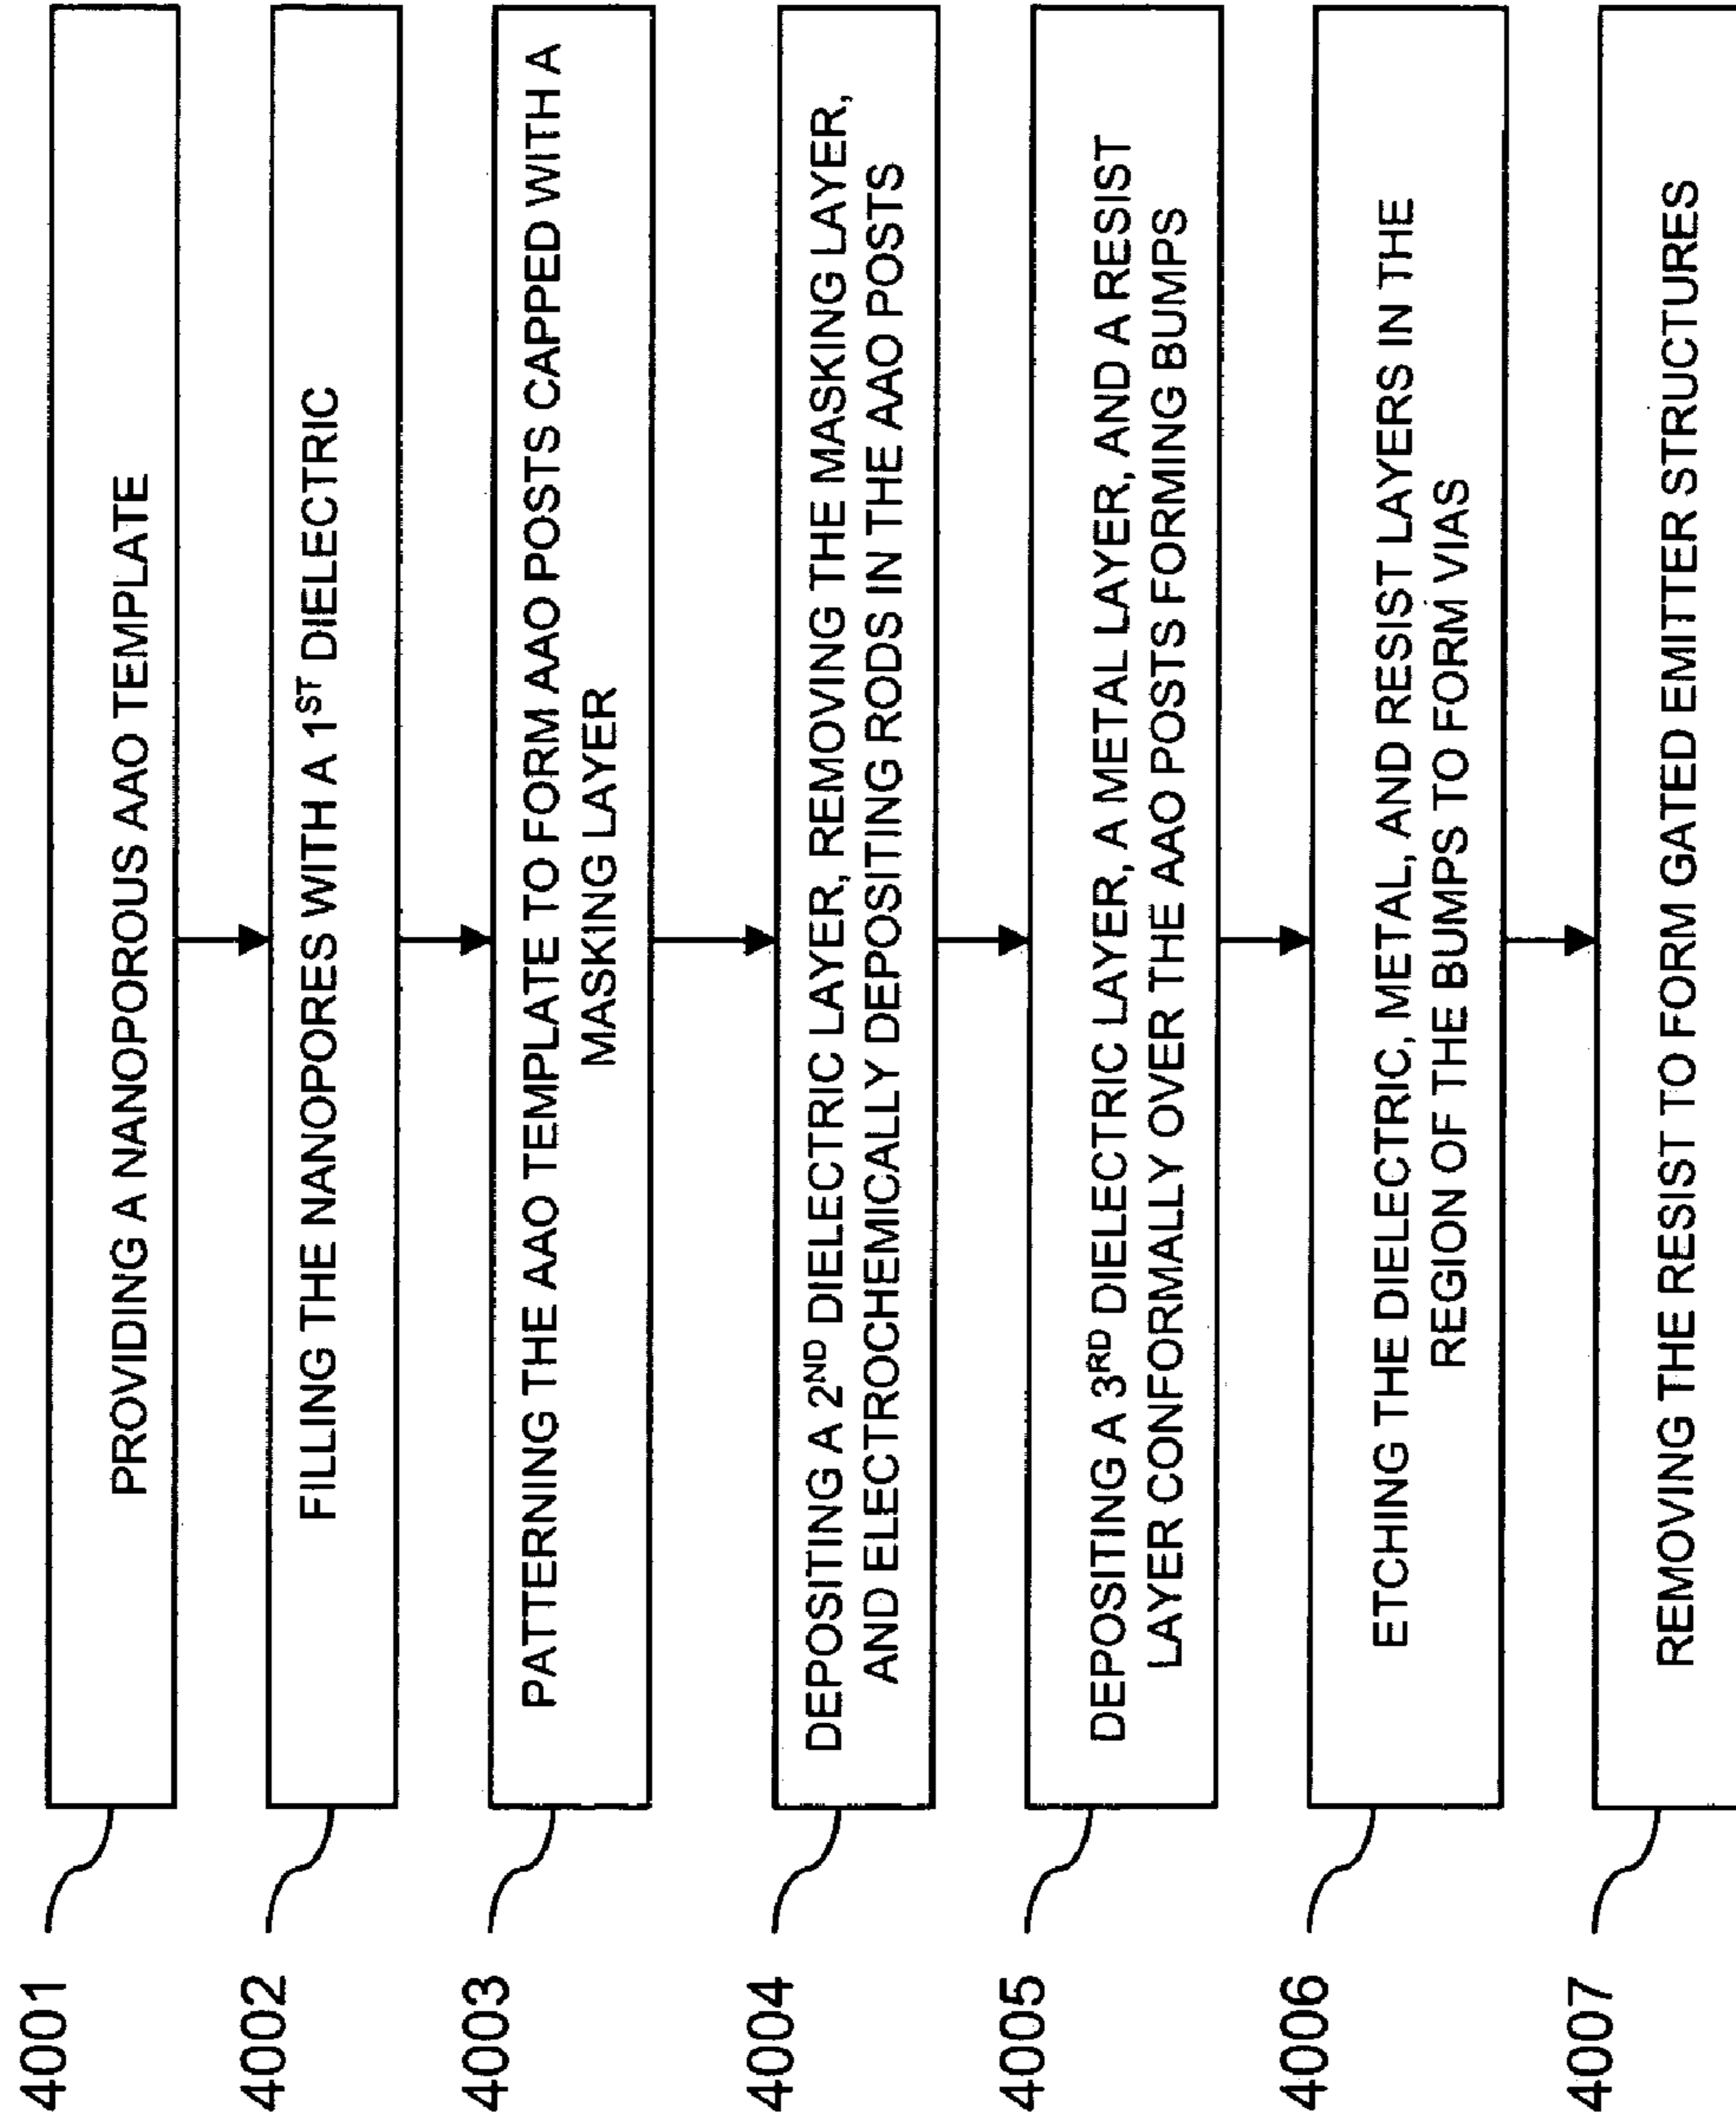 4001
PROVIDING A NANOPOROUS AAO TEMPLATE
4002
FILLING THE NANOPORES WITH A 1ST DIELECTRIC
4003
PATTERNING THE AAO TEMPLATE TO FORM AAO POSTS CAPPED WITH A
MASKING LAYER
4004
DEPOSITING A 2ND DIELECTRIC LAYER, REMOVING THE MASKING LAYER,
AND ELECTROCHEMICALLY DEPOSITING RODS IN THE AAO POSTS
4005
DEPOSITING A 3RD DIELECTRIC LAYER, A METAL LAYER, AND A RESIST
LAYER CONFORMALLY OVER THE AAO POSTS FORMING BUMPS
4006
ETCHING THE DIELECTRIC, METAL, AND RESIST LAYERS IN THE
REGION OF THE BUMPS TO FORM VIAS
4007
REMOVING THE RESIST TO FORM GATED EMITTER STRUCTURES